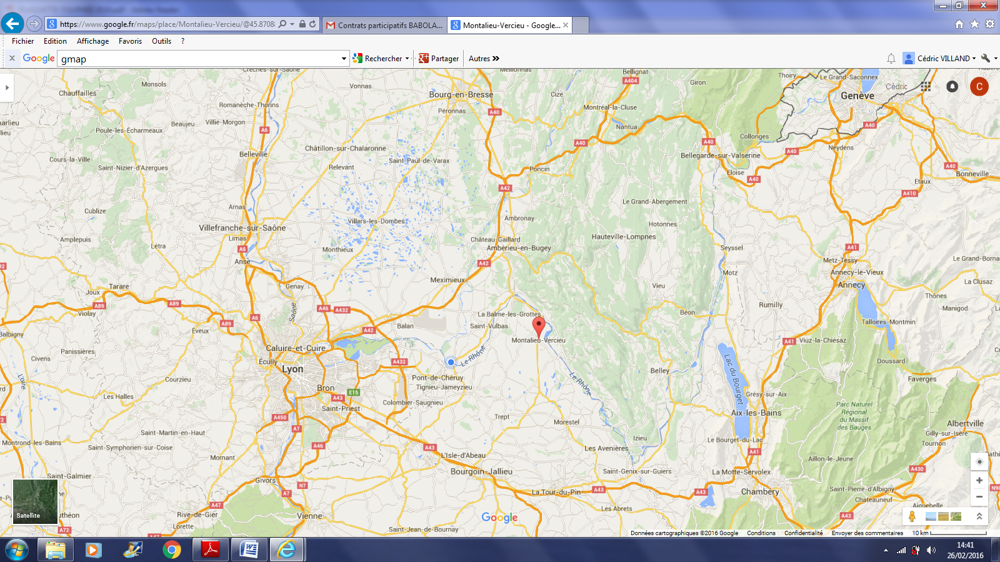 https://www.google.fr/maps/place/Montalieu-Vercieu/@45.8708
Contrats participatifs BABOLA...
Montalieu-Vercieu - Google...
Fichier Edition Affichage Favoris Outils ?
x Google gmap Rechercher Partager Autres » Cédric VILLAND
Meillonnas
Bellignat
Thoiry
Le Grand-Saconnex
Monsols
Vonnas
A404
Giron
Cédric
C
Chauffailles
Bourg-en-Bresse
Cize
Genève
Romanèche-Thorins
Péronnas
A40
Montréal-la-Cluse
Villié-Morgon
Beaujeu
Nantua
A40
Poule-les-Écharmeaux
A6
Collonges
Châtillon-sur-Chalaronne
A40
A40
Neydens
Belleville
A40
Bellegarde-sur-Valserine
Cours-la-Ville
Saint-Paul-de-Varax
Saint-Nizier-d'Azergues
Relevant
Poncin
Eloise
A40
Bonneville
A40
Etaux
A42
A410
Arnas
Le Grand-Abergement
Cublize
Villars-les-Dombes
Ambronay
Hotonnes
Villefranche-sur-Saône
Amplepuis
Limas
Château-Gaillard
Hauteville-Lompnes
Létra
A6
Monthieux
Ambérieu-en-Bugey
Seyssel
A41
Anse
A42
Metz-Tessy
Le Grand-Bornan
Motz
Annecy-le-Vieux
Meximieux
La Clusaz
Tarare
Genay
Vieu
Annecy
Joux
Thônes
A89
A89
A46
A432
Saône
La Balme-les-Grottes
Béon
Rumilly
Manigod
Violay
A6
A89
Balan
Saint-Vulbas
Talloires-Montmin
Éveux
A42
Balbigny
Montalieu-Vercieu
A41
Viuz-la-Chiésaz
Panissières
Caluire-et-Cuire
Civens
Écully
Lyon
A432
Le Rhône
Lac du Bourget
Doussard
Loire
Courzieu
Pont-de-Chéruy
Le Rhône
Belley
Faverges
Bron
E15
Tignieu-Jameyzieu
Les Halles
A43
Colombier-Saugnieu
Grésy-sur-Aix
Saint-Priest
Parc Naturel
Régional
du Massif
des Bauges
A450
Trept
Aix-les-Bains
A7
Morestel
Albertville
Saint-Martin-en-Haut
Gilly-sur-Isère
Montrond-les-Bains
Izieu
Le Bourget-du-Lac
Tournon
Saint-Symphorien-sur-Coise
A46
A43
Les Avenières
A41
Mornant
L'Isle-d'Abeau
Aillon-le-Jeune
Saint-Galmier
Bourgoin-Jallieu
Saint-Genix-sur-Guiers
La Motte-Servolex
A430
Givors
N7
A43
A43
Chambéry
Saint-Pierre-d'Albigny
N90
A7
La Tour-du-Pin
Chateauneuf
A47
Aiguebelle
Satellite
Rive-de-Gier
Vienne
Google
Les Abrets
A43
Lorette
A72
Saint-Jean-de-Bournay
Données cartographiques ©2016 Google Conditions Confidentialité Envoyer des commentaires 10 km
14:41
26/02/2016